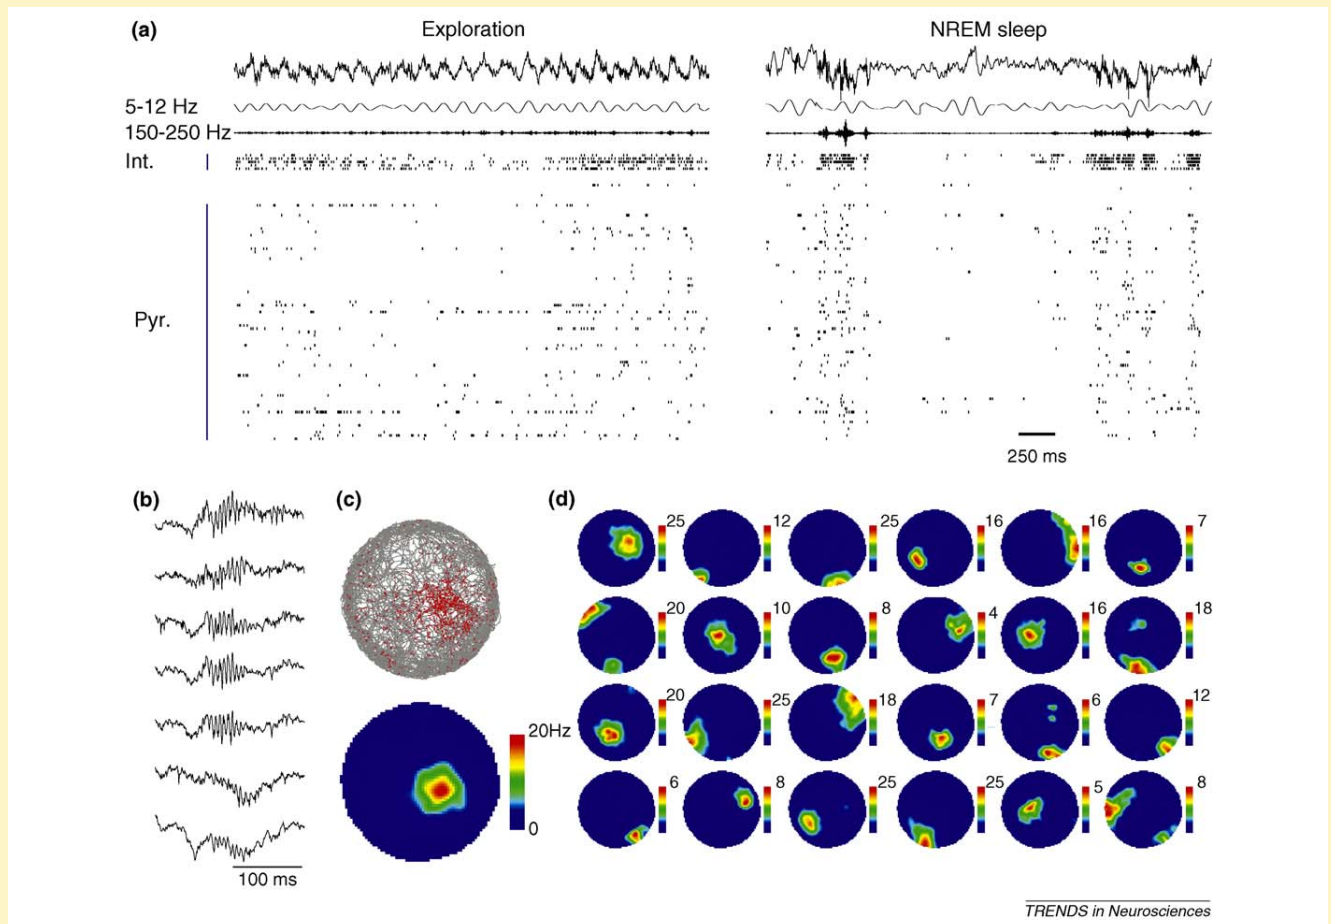 (a)
Exploration
NREM sleep
5-12 Hz
150-250 Hz
Int.
Pyr.
250 ms
(b)
(c)
(d)
25 12 25 16 16 7
20 10 8 4 16 18
20Hz
0
20 25 18 7 6 12
6 8 25 25 5 8
100 ms
TRENDS in Neurosciences